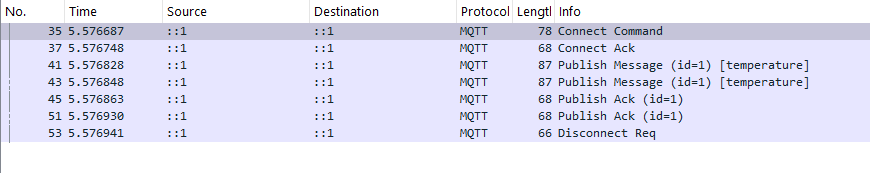 No. Time Source Destination Protocol Lengtl Info
35 5.576687 ::1 ::1 MQTT 78 Connect Command
37 5.576748 ::1 ::1 MQTT 68 Connect Ack
41 5.576828 ::1 ::1 MQTT 87 Publish Message (id=1) [temperature]
43 5.576848 ::1 ::1 MQTT 87 Publish Message (id=1) [temperature]
45 5.576863 ::1 ::1 MQTT 68 Publish Ack (id=1)
51 5.576930 ::1 ::1 MQTT 68 Publish Ack (id=1)
53 5.576941 ::1 ::1 MQTT 66 Disconnect Req